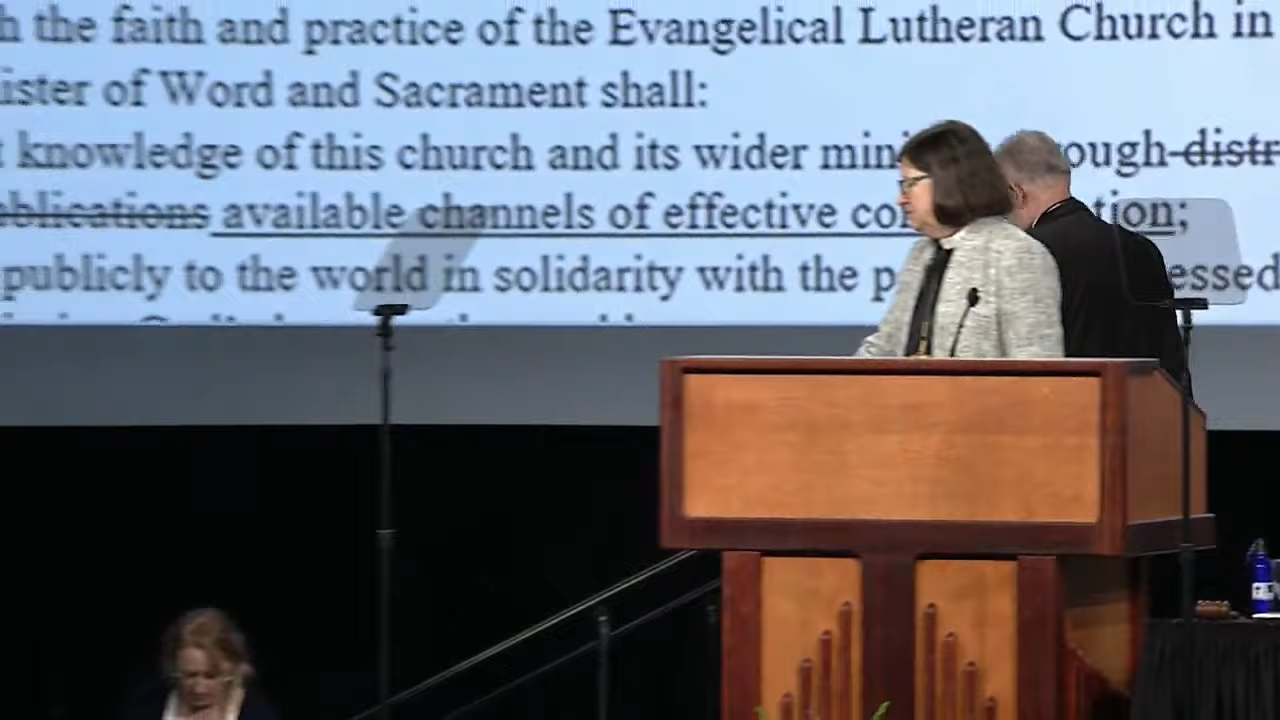 h the faith and practice of the Evangelical Lutheran Church in
ister of Word and Sacrament shall:
knowledge of this church and its wider min ough distr
blications available channels of effective co tion;
publicly to the world in solidarity with the p essed